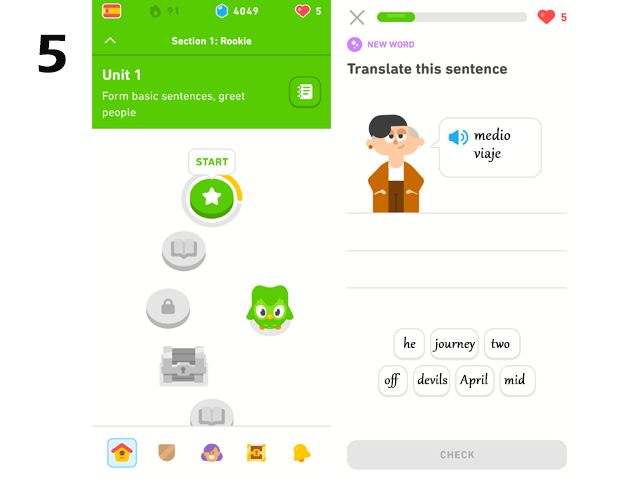 5
91
4049
5
Section 1: Rookie
Unit 1
Form basic sentences, greet
people
START
5
NEW WORD
Translate this sentence
medio
viaje
he journey two
off devils April mid
CHECK